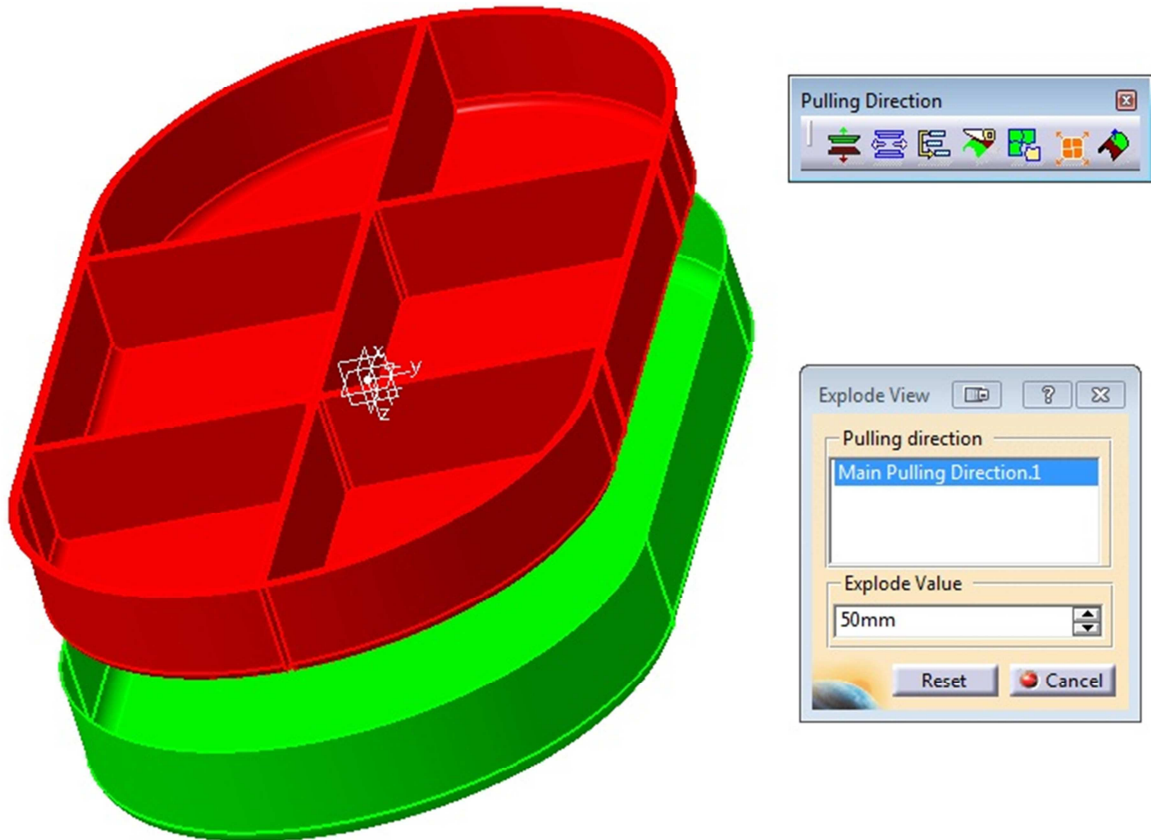 Pulling Direction
x
y
z
Explode View
?
Pulling direction
Main Pulling Direction.1
Explode Value
50mm
Reset
Cancel